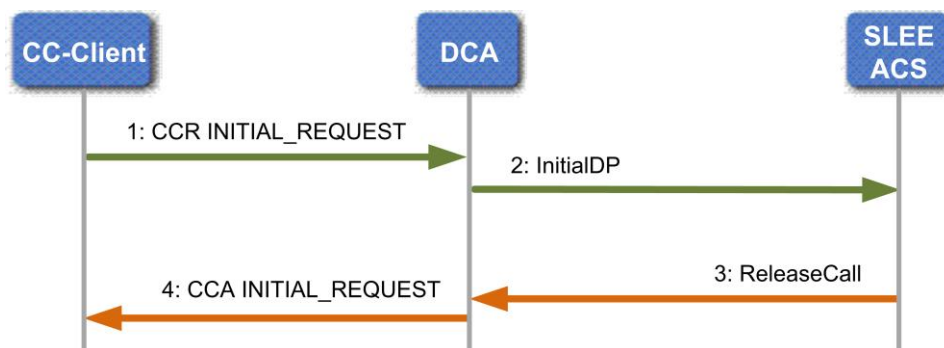 CC-Client
DCA
SLEE
ACS
1: CCR INITIAL_REQUEST
2: InitialDP
3: ReleaseCall
4: CCA INITIAL_REQUEST